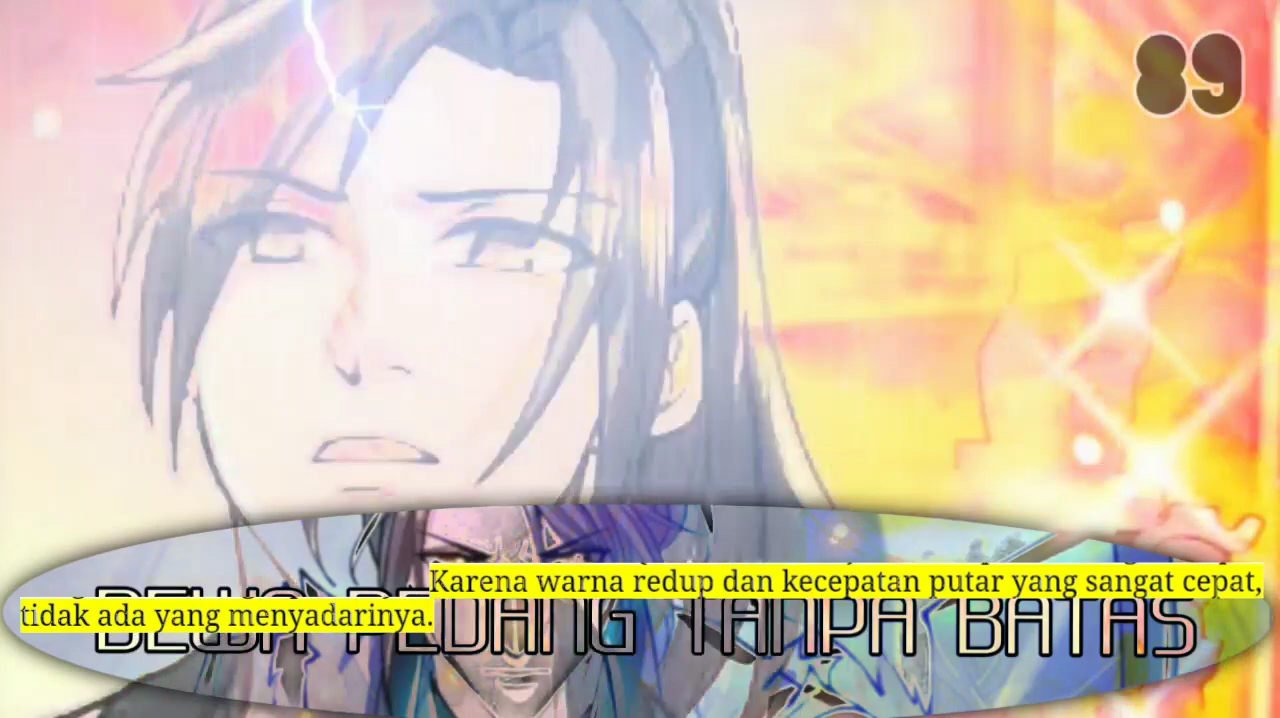 89
Karena warna redup dan kecepatan putar yang sangat cepat,
tidak ada yang menyadarinya.
DEWA PEDANG TANPA BATAS